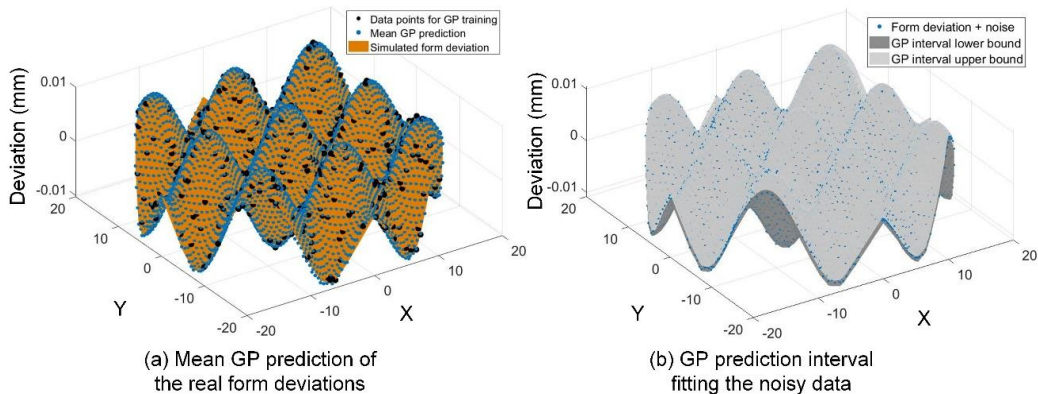 Data points for GP training
Mean GP prediction
Simulated form deviation
Deviation (mm)
0.01
0
-0.01
20
10
0
-10
-20
Y
-20
-10
0
10
20
X
(a) Mean GP prediction of
the real form deviations
Form deviation + noise
GP interval lower bound
GP interval upper bound
Deviation (mm)
0.01
0
-0.01
20
10
0
-10
-20
Y
-20
-10
0
10
20
X
(b) GP prediction interval
fitting the noisy data